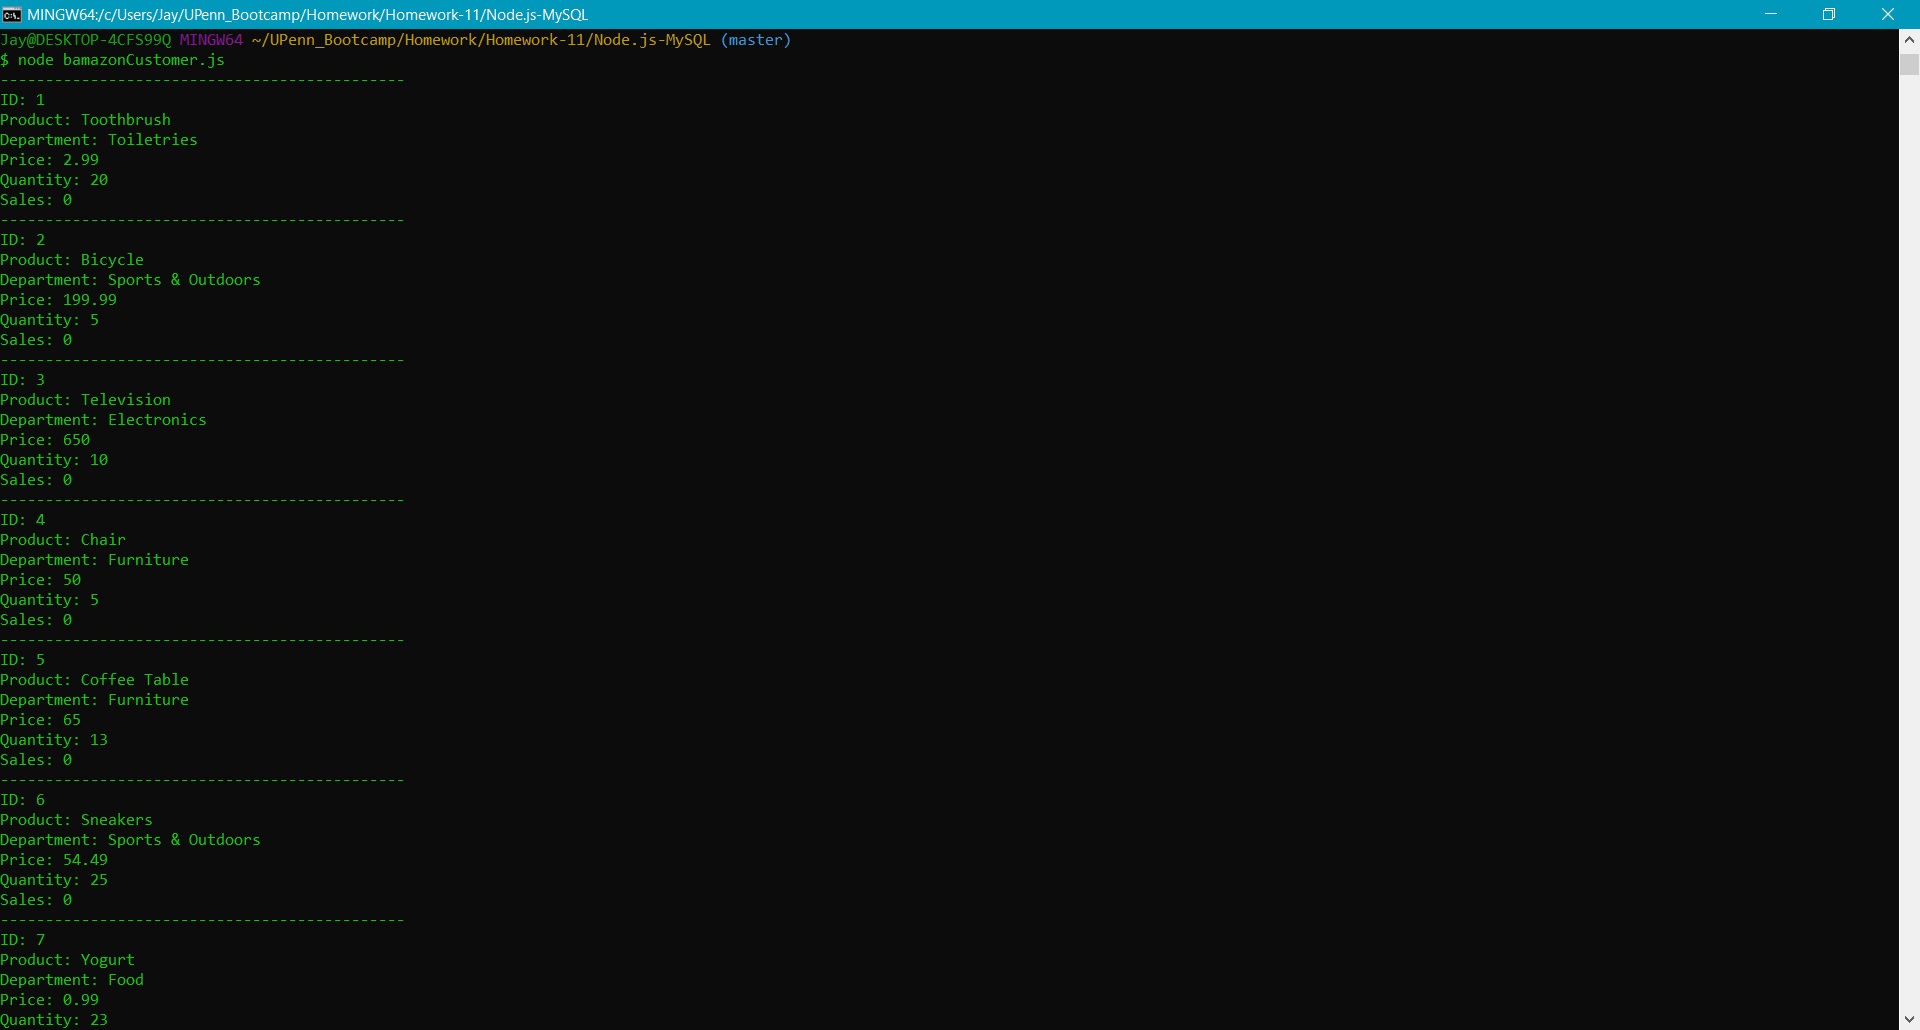 MINGW64:/c/Users/Jay/UPenn_Bootcamp/Homework/Homework-11/Node.js-MySQL
Jay@DESKTOP-4CFS99Q MINGW64 ~/UPenn_Bootcamp/Homework/Homework-11/Node.js-MySQL (master)
$ node bamazonCustomer.js
---------------------------------------------
ID: 1
Product: Toothbrush
Department: Toiletries
Price: 2.99
Quantity: 20
Sales: 0
---------------------------------------------
ID: 2
Product: Bicycle
Department: Sports & Outdoors
Price: 199.99
Quantity: 5
Sales: 0
---------------------------------------------
ID: 3
Product: Television
Department: Electronics
Price: 650
Quantity: 10
Sales: 0
---------------------------------------------
ID: 4
Product: Chair
Department: Furniture
Price: 50
Quantity: 5
Sales: 0
---------------------------------------------
ID: 5
Product: Coffee Table
Department: Furniture
Price: 65
Quantity: 13
Sales: 0
---------------------------------------------
ID: 6
Product: Sneakers
Department: Sports & Outdoors
Price: 54.49
Quantity: 25
Sales: 0
---------------------------------------------
ID: 7
Product: Yogurt
Department: Food
Price: 0.99
Quantity: 23